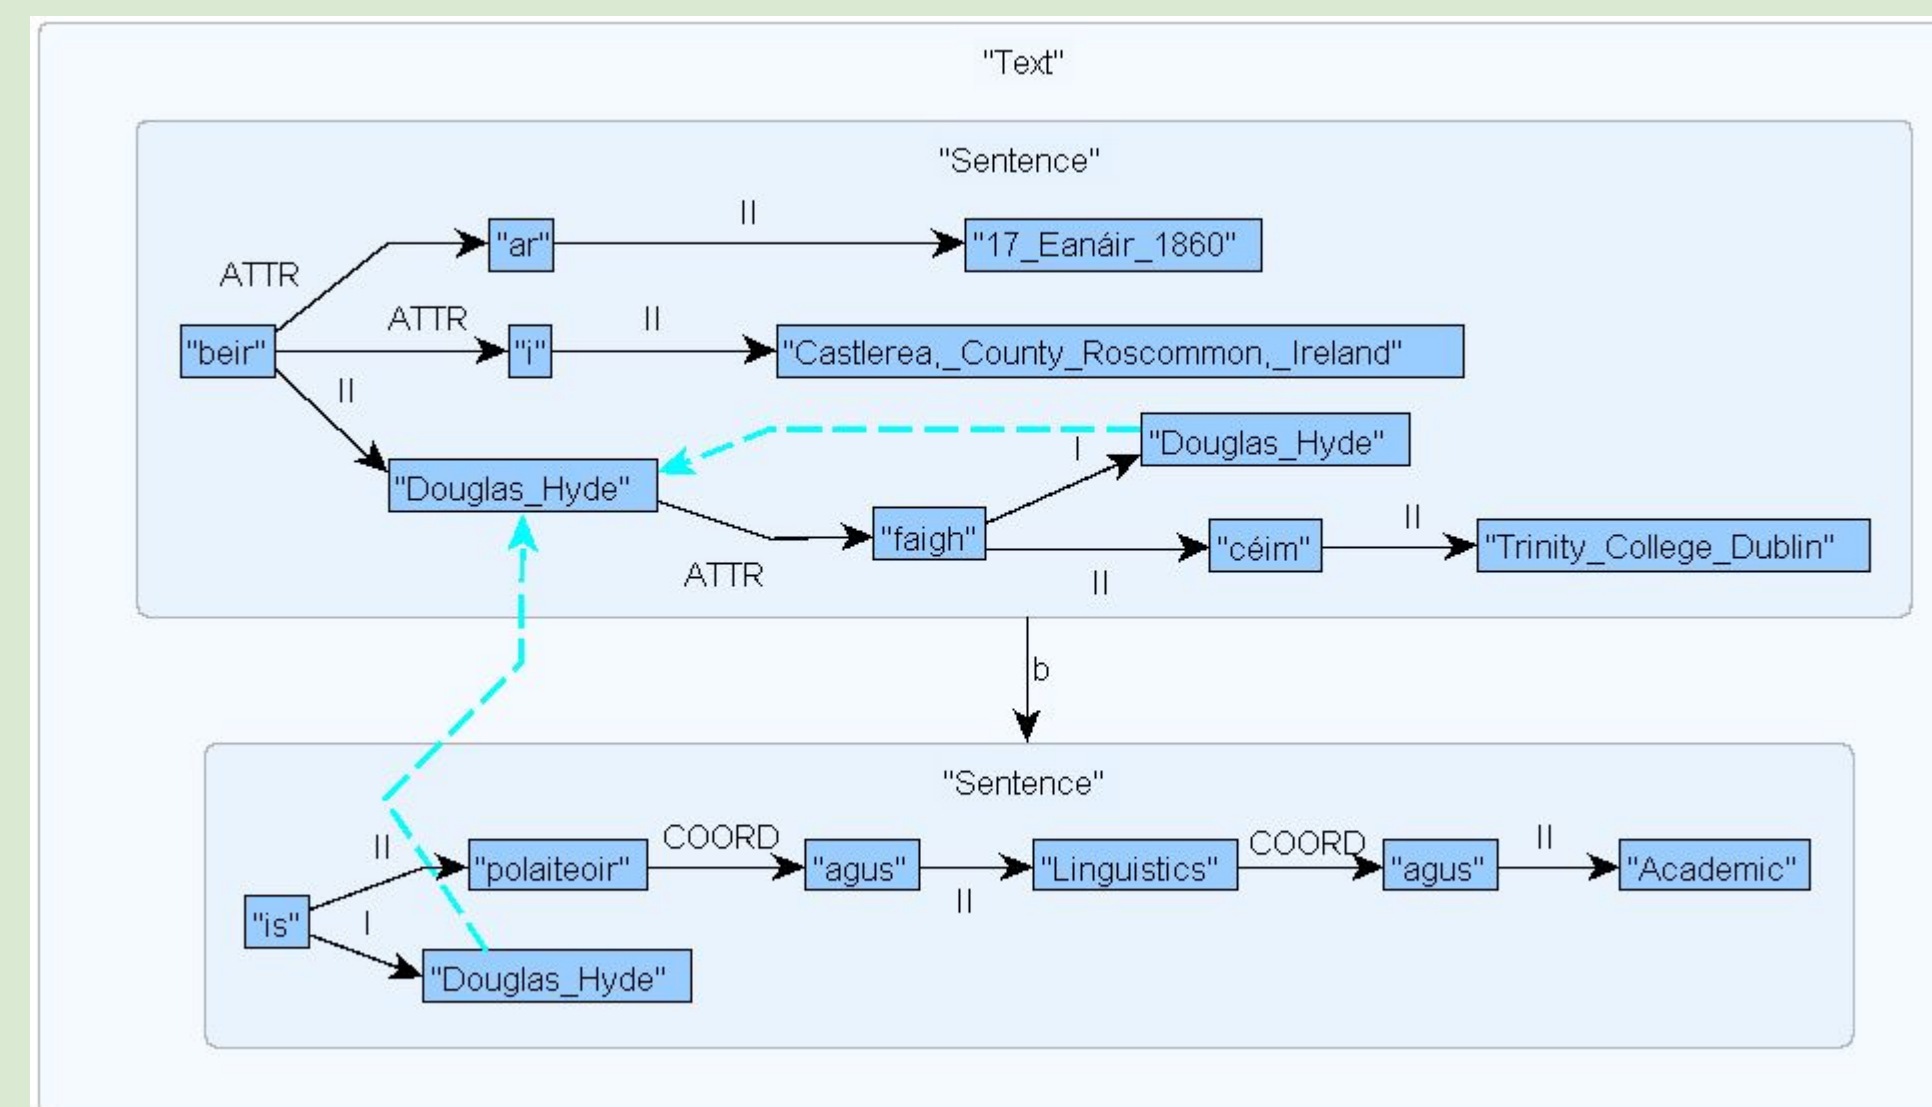 "Text"
"Sentence"
II
"ar"
"17_Eanáir_1860"
ATTR
ATTR
II
"beir"
"i"
"Castlerea,_County_Roscommon,_Ireland"
II
"Douglas_Hyde"
I
"Douglas_Hyde"
"faigh"
II
"céim"
"Trinity_College_Dublin"
ATTR
II
b
"Sentence"
II
"polaiteoir"
COORD
"agus"
"Linguistics"
COORD
"agus"
II
"Academic"
II
"is"
I
"Douglas_Hyde"